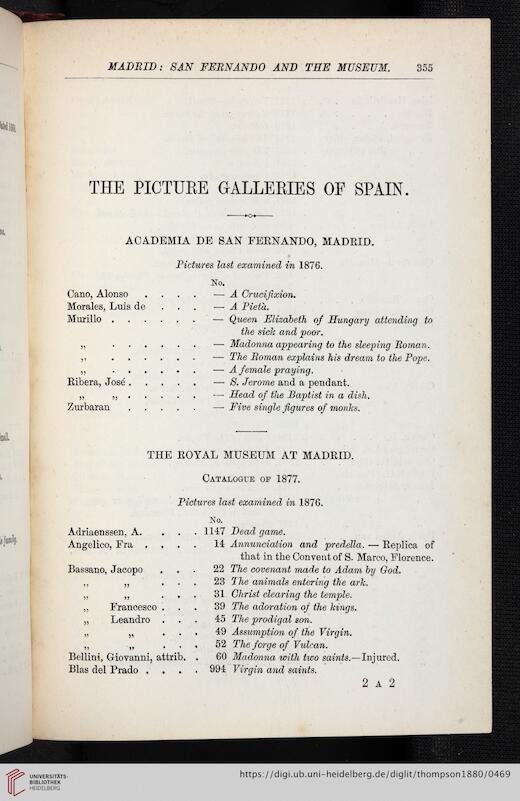 MADRID: SAN FERNANDO AND THE MUSEUM. 355
THE PICTURE GALLERIES OF SPAIN.
ACADEMIA DE SAN FERNANDO, MADRID.
Pictures last examined in 1876.
No.
Cano, Alonso . . . . — A Crucifixion.
Morales, Luis de . . . — A Pietà.
Murillo . . . . . . — Queen Elizabeth of Hungary attending to
the sick and poor.
„ . . . . . . — Madonna appearing to the sleeping Roman.
„ . . . . . . — The Roman explains his dream to the Pope.
„ . . . . . . — A female praying.
Ribera, José . . . . . — S. Jerome and a pendant.
„ „ . . . . . — Head of the Baptist in a dish.
Zurbaran . . . . . — Five single figures of monks.
THE ROYAL MUSEUM AT MADRID.
CATALOGUE OF 1877.
Pictures last examined in 1876.
No.
Adriaenssen, A. . . . 1147 Dead game.
Angelico, Fra . . . . 14 Annunciation and predella. — Replica of
that in the Convent of S. Marco, Florence.
Bassano, Jacopo . . . 22 The covenant made to Adam by God.
„ „ . . . 23 The animals entering the ark.
„ „ . . . 31 Christ clearing the temple.
„ Francesco . . . 39 The adoration of the kings.
„ Leandro . . . 45 The prodigal son.
„ „ . . . 49 Assumption of the Virgin.
„ „ . . . 52 The forge of Vulcan.
Bellini, Giovanni, attrib. . 60 Madonna with two saints.—Injured.
Blas del Prado . . . . 994 Virgin and saints.
2 A 2
UNIVERSITÄTS-
BIBLIOTHEK
HEIDELBERG
https://digi.ub.uni-heidelberg.de/diglit/thompson1880/0469